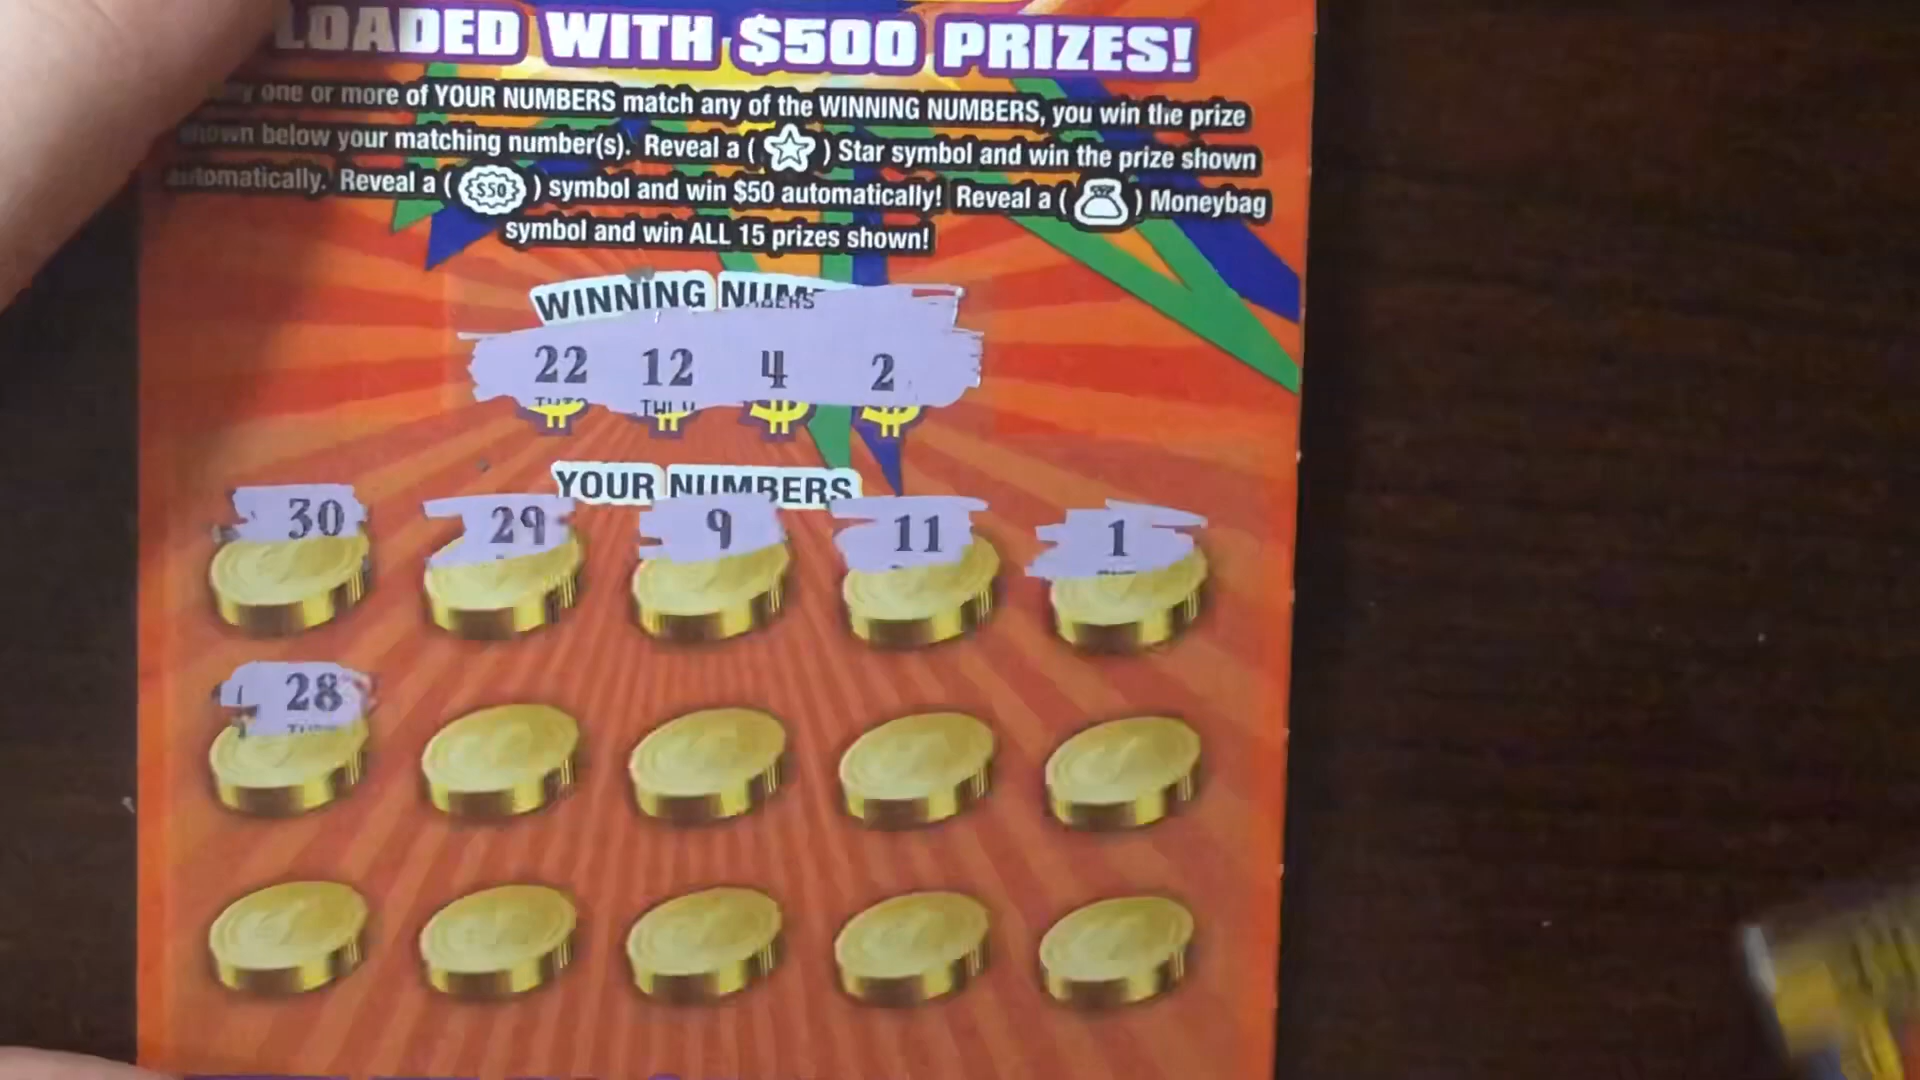 LOADED WITH $500 PRIZES!
one or more of YOUR NUMBERS match any of the WINNING NUMBERS, you win the prize
shown below your matching number(s). Reveal a ( ) Star symbol and win the prize shown
automatically. Reveal a ( $50 ) symbol and win $50 automatically! Reveal a ( ) Moneybag
symbol and win ALL 15 prizes shown!
WINNING NUMBERS
22 12 4 2
YOUR NUMBERS
30 29 9 11 1
28